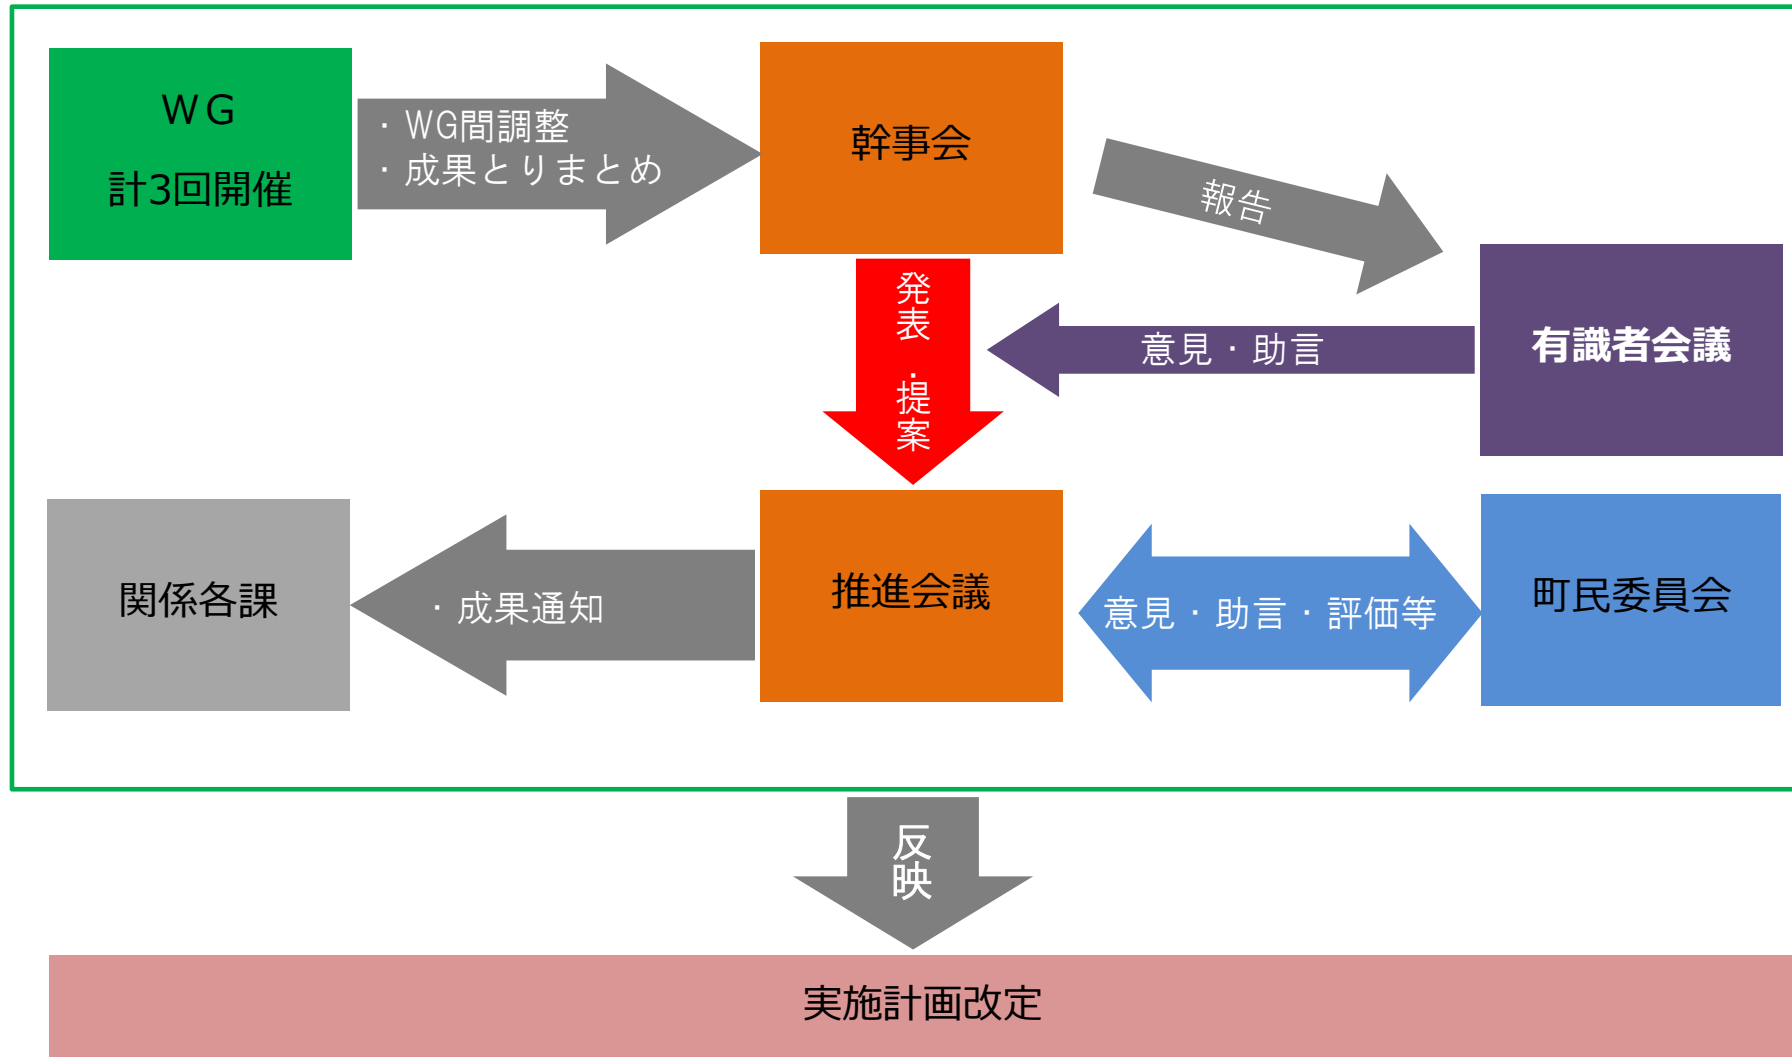 ＷＧ
計3回開催
・WG間調整
・成果とりまとめ
幹事会
報告
発表・提案
意見・助言
有識者会議
関係各課
・成果通知
推進会議
意見・助言・評価等
町民委員会
反映
実施計画改定